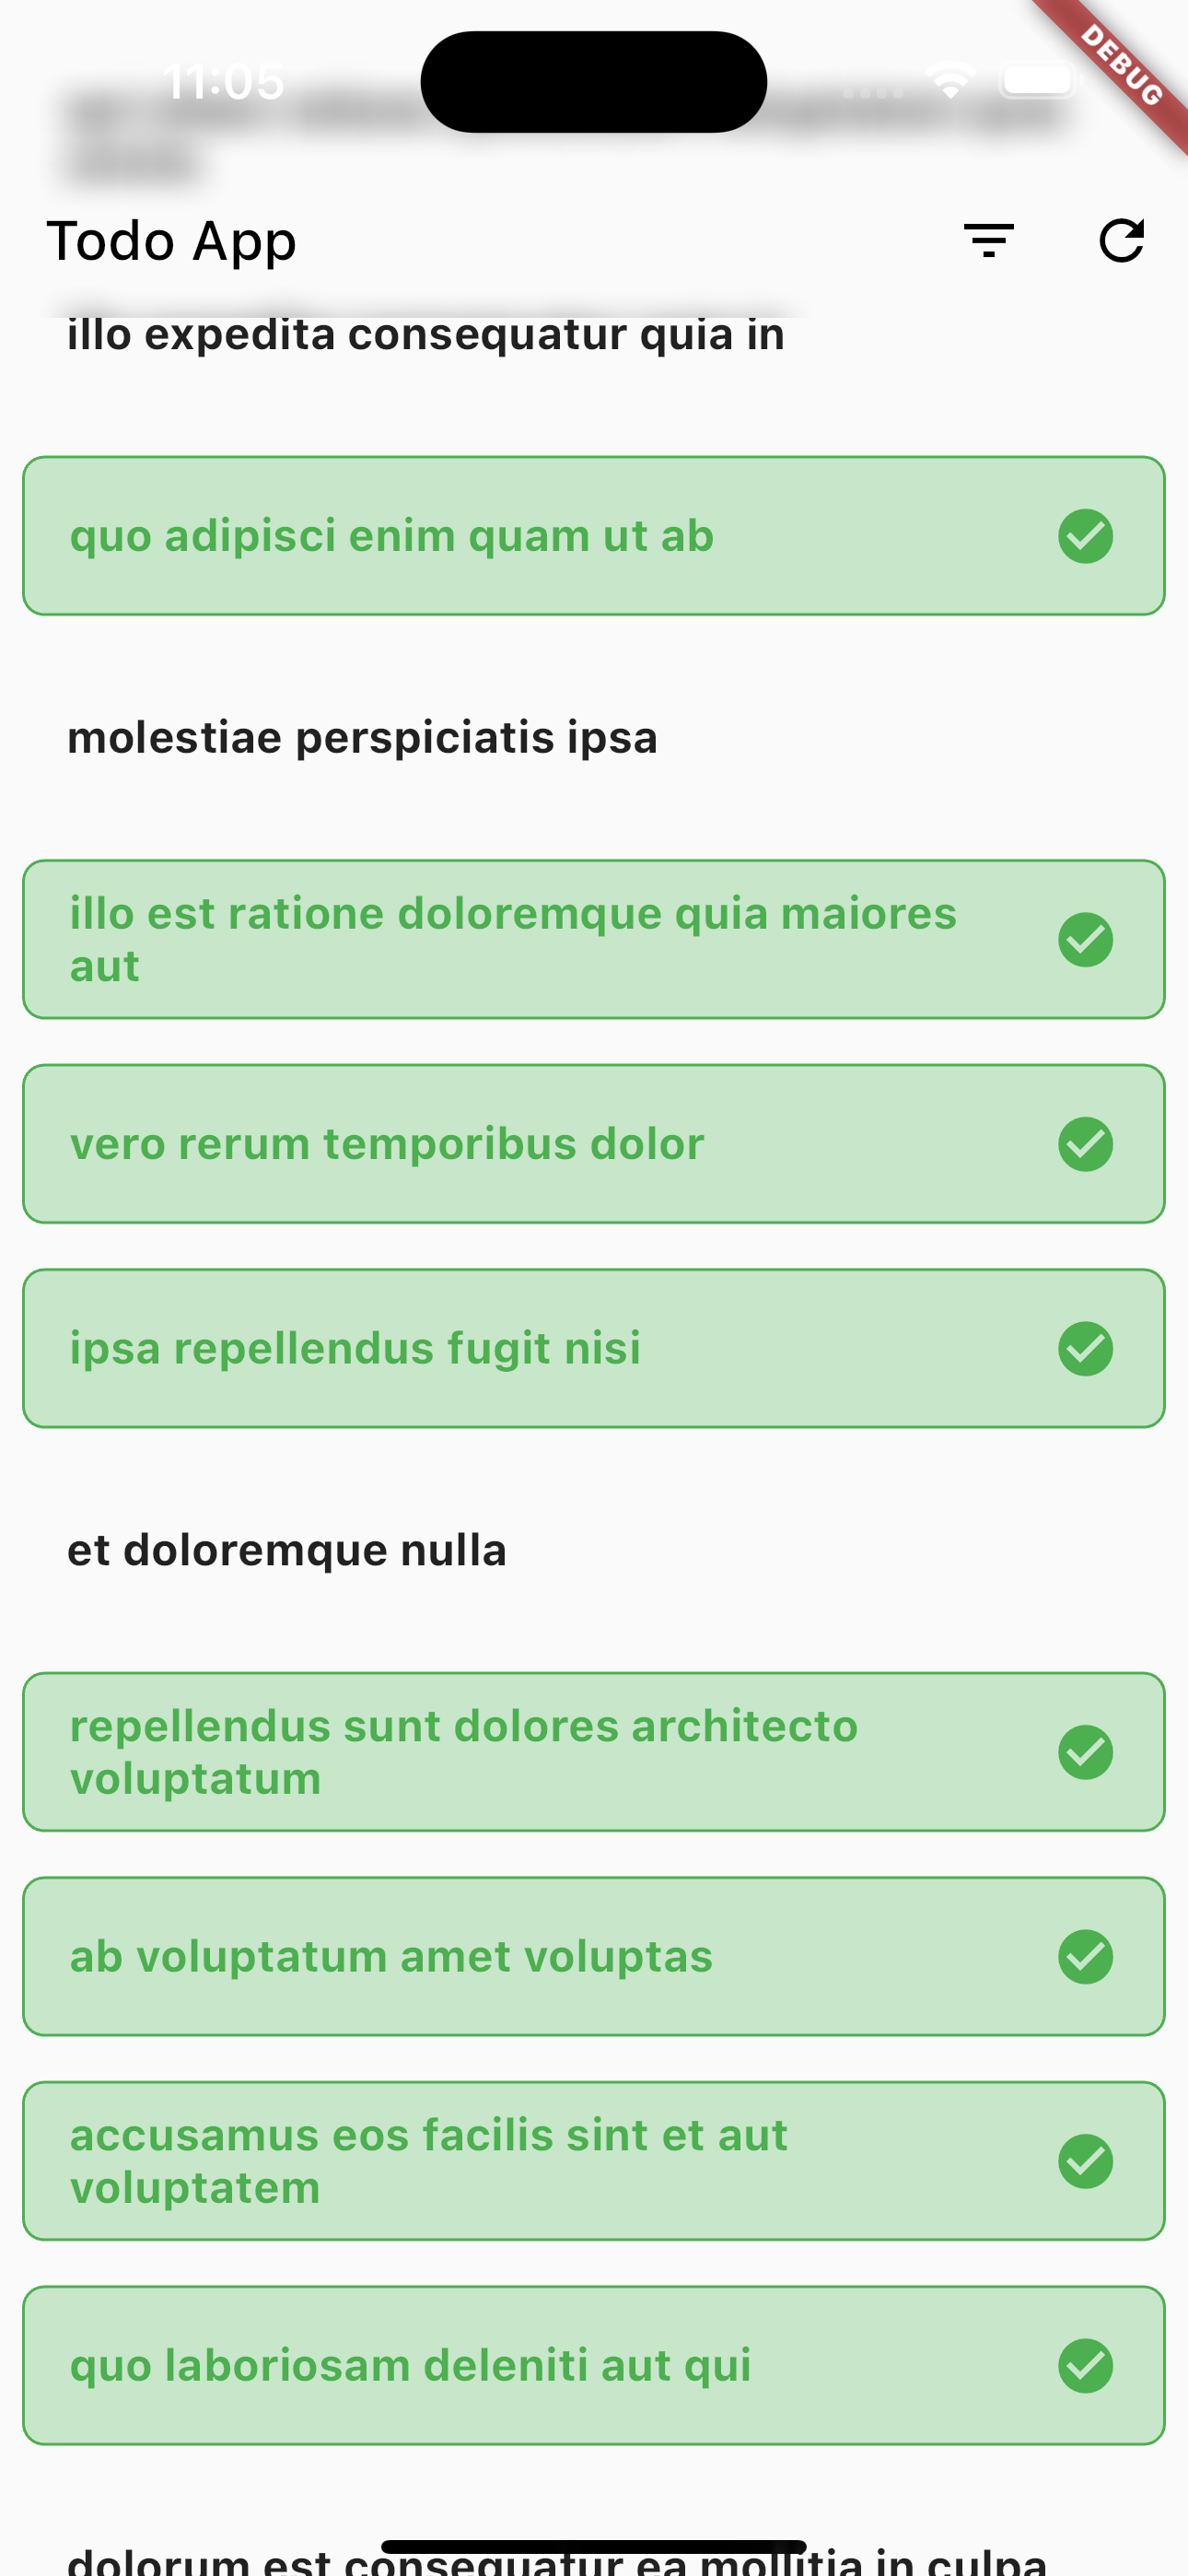 11:05
DEBUG
Todo App
illo expedita consequatur quia in
quo adipisci enim quam ut ab
molestiae perspiciatis ipsa
illo est ratione doloremque quia maiores
aut
vero rerum temporibus dolor
ipsa repellendus fugit nisi
et doloremque nulla
repellendus sunt dolores architecto
voluptatum
ab voluptatum amet voluptas
accusamus eos facilis sint et aut
voluptatem
quo laboriosam deleniti aut qui
dolorum est consequatur ea mollitia in culpa